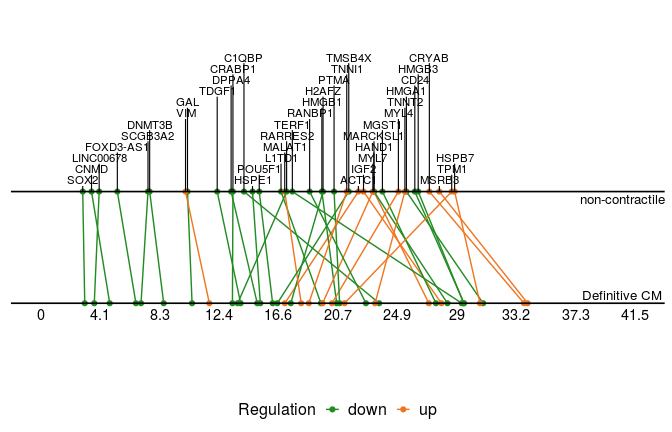 C1QBP TMSB4X CRYAB
CRABP1 TNNI1 HMGB3
DPPA4 PTMA CD24
TDGF1 H2AFZ HMGA1
GAL HMGB1 TNNT2
VIM RANBP1 MYL4
DNMT3B TERF1 MGST1
SCGB3A2 RARRES2 MARCKSL1
FOXD3-AS1 MALAT1 HAND1
LINC00678 L1TD1 MYL7 HSPB7
CNMD POU5F1 IGF2 TPM1
SOX2 HSPE1 ACTC1 MSRB3
non-contractile
Definitive CM
0 4.1 8.3 12.4 16.6 20.7 24.9 29 33.2 37.3 41.5
Regulation down up